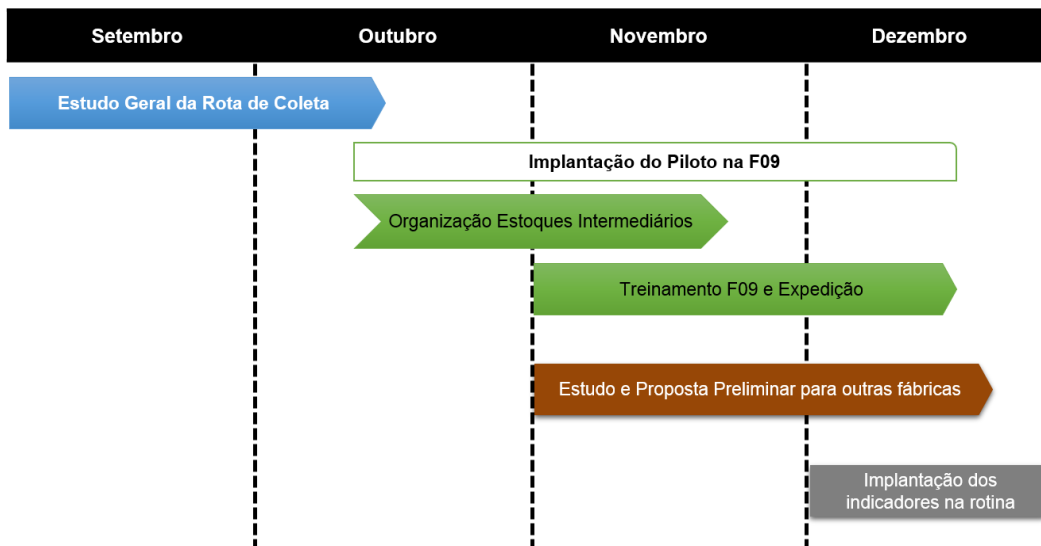 Setembro Outubro Novembro Dezembro
Estudo Geral da Rota de Coleta
Implantação do Piloto na F09
Organização Estoques Intermediários
Treinamento F09 e Expedição
Estudo e Proposta Preliminar para outras fábricas
Implantação dos
indicadores na rotina